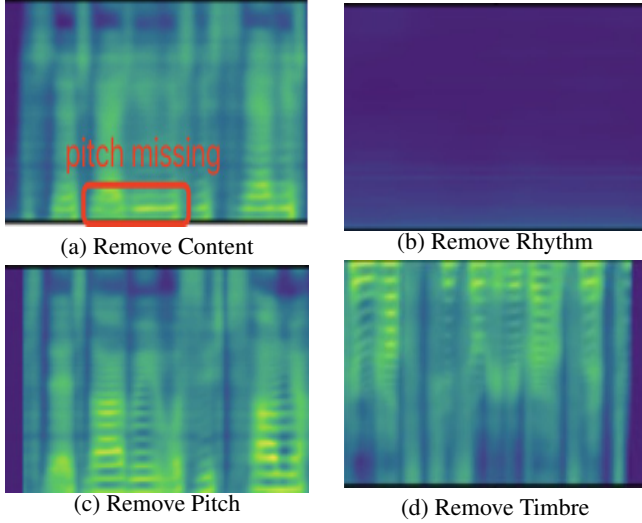 pitch missing
(a) Remove Content
(b) Remove Rhythm
(c) Remove Pitch
(d) Remove Timbre